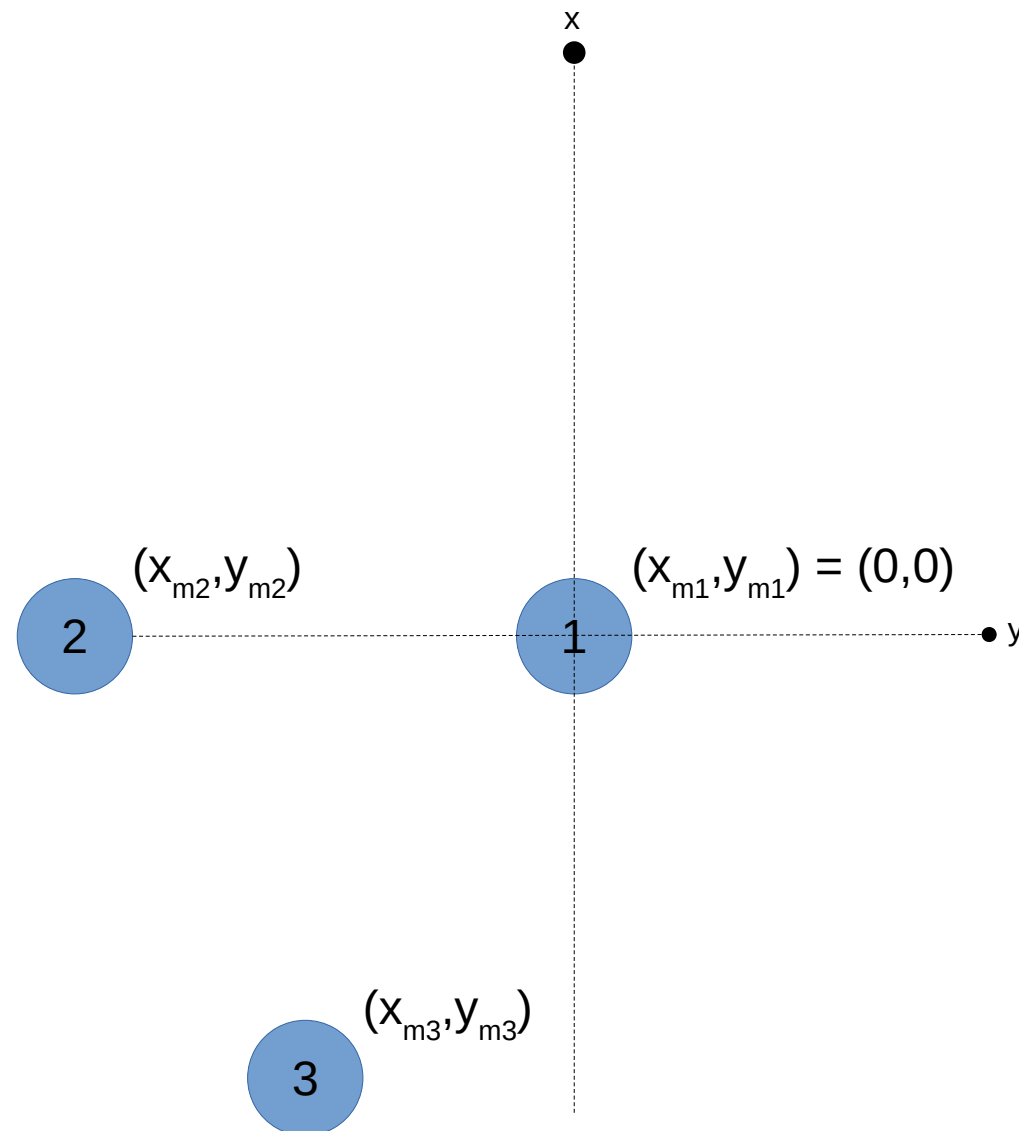 x
(xm2,ym2)
(xm1,ym1) = (0,0)
2
1
y
(xm3,ym3)
3